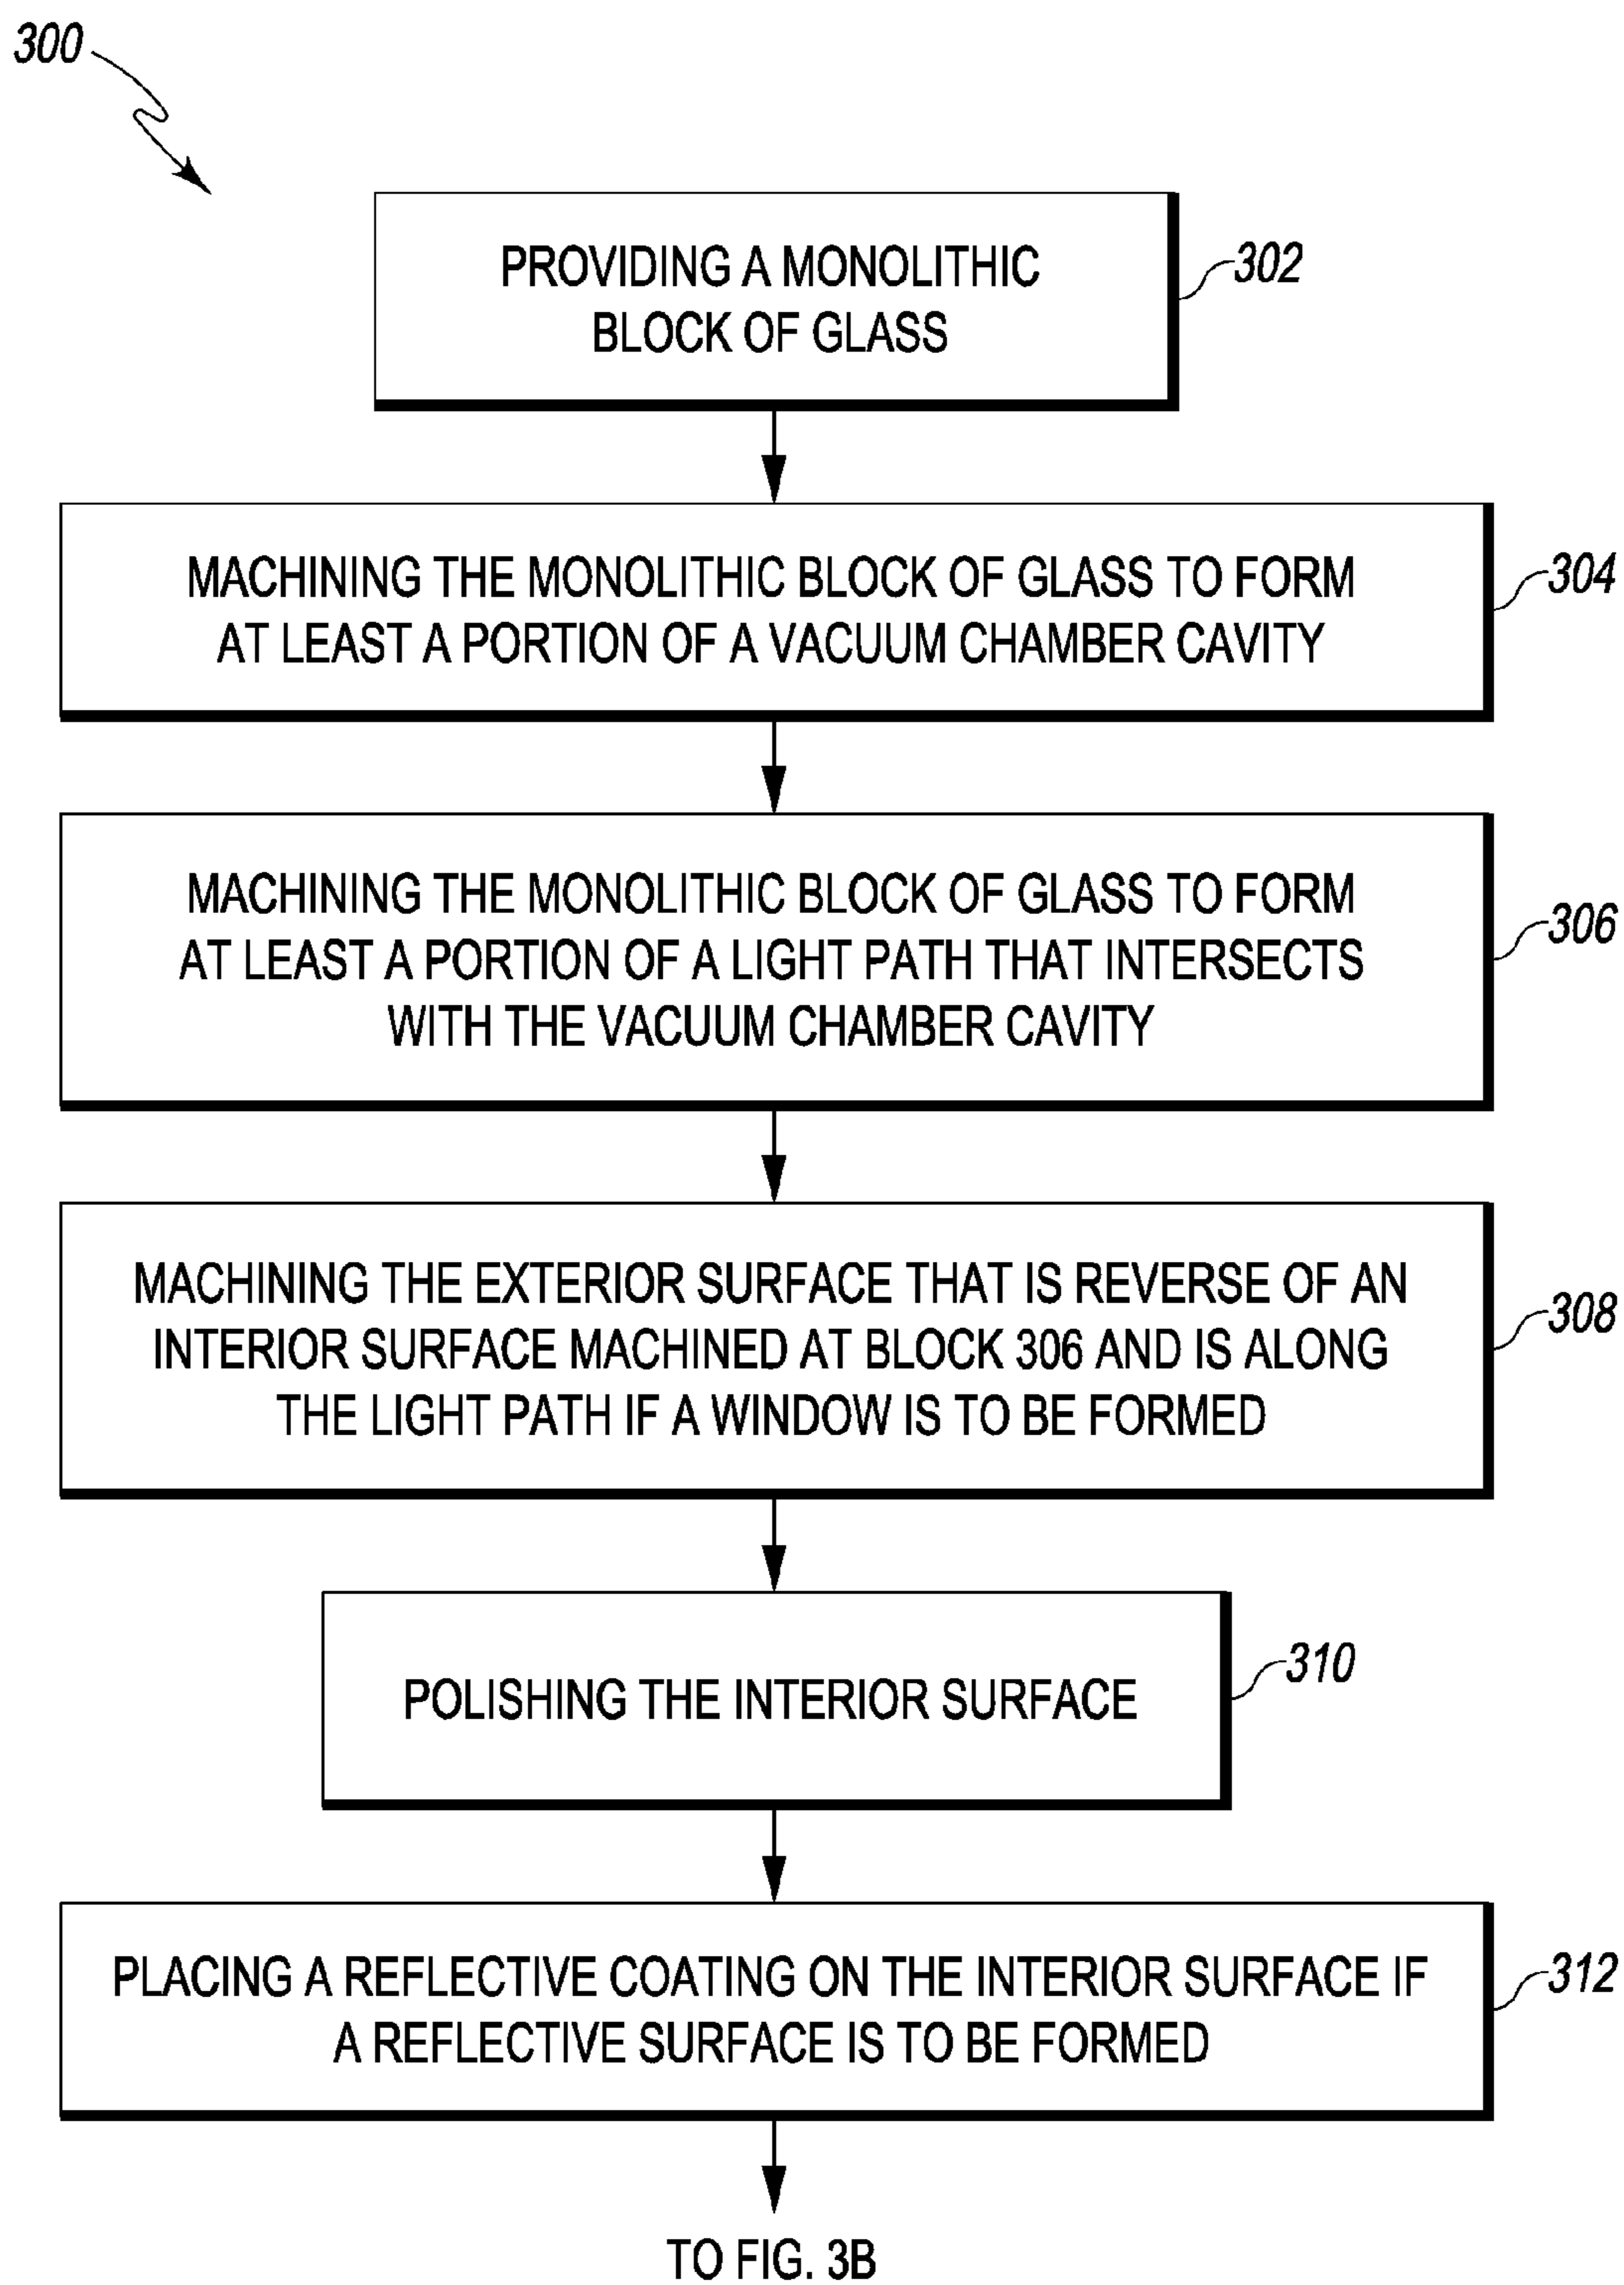 300
PROVIDING A MONOLITHIC
BLOCK OF GLASS
302
MACHINING THE MONOLITHIC BLOCK OF GLASS TO FORM
AT LEAST A PORTION OF A VACUUM CHAMBER CAVITY
304
MACHINING THE MONOLITHIC BLOCK OF GLASS TO FORM
AT LEAST A PORTION OF A LIGHT PATH THAT INTERSECTS
WITH THE VACUUM CHAMBER CAVITY
306
MACHINING THE EXTERIOR SURFACE THAT IS REVERSE OF AN
INTERIOR SURFACE MACHINED AT BLOCK 306 AND IS ALONG
THE LIGHT PATH IF A WINDOW IS TO BE FORMED
308
POLISHING THE INTERIOR SURFACE
310
PLACING A REFLECTIVE COATING ON THE INTERIOR SURFACE IF
A REFLECTIVE SURFACE IS TO BE FORMED
312
TO FIG. 3B